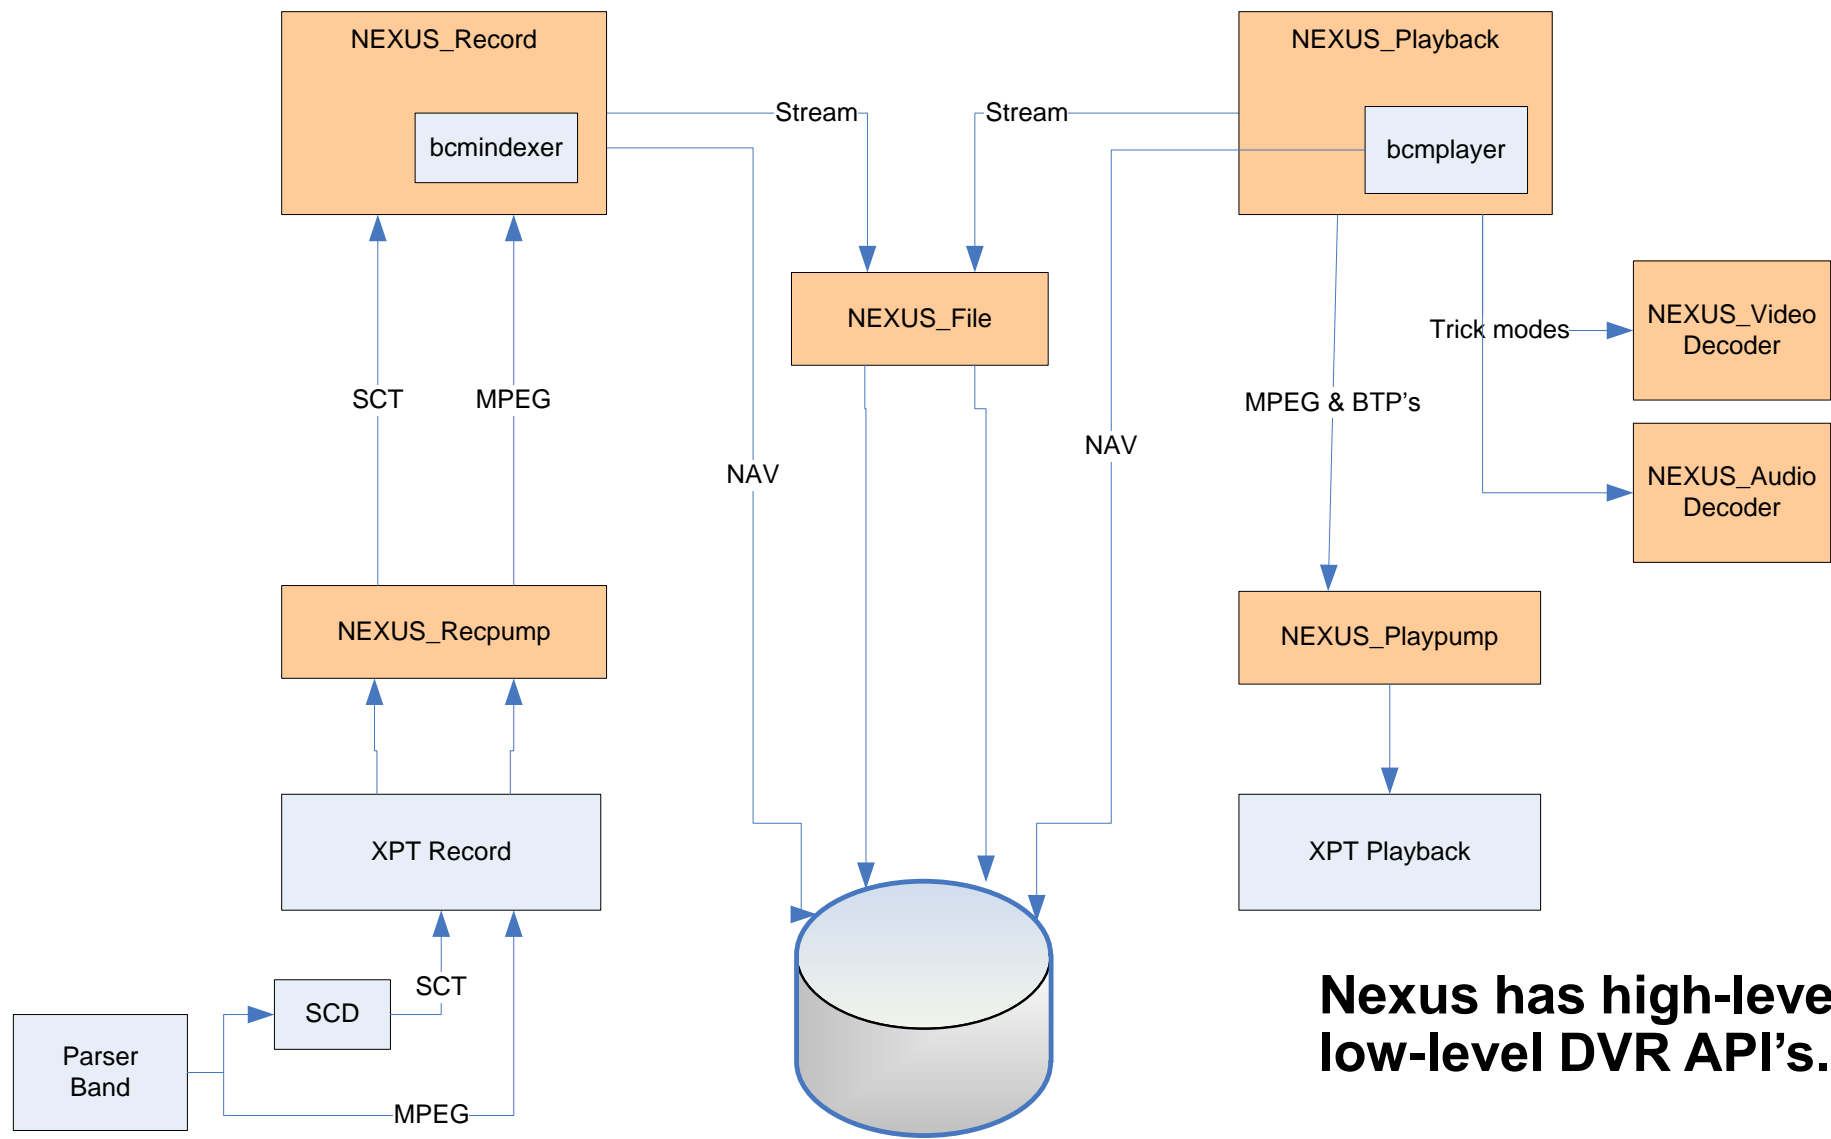 NEXUS_Record
NEXUS_Playback
Stream
Stream
bcmindexer
bcmplayer
NEXUS_File
NEXUS_Video
Decoder
Trick modes
SCT
MPEG
MPEG & BTP's
NAV
NAV
NEXUS_Audio
Decoder
NEXUS_Recpump
NEXUS_Playpump
XPT Record
XPT Playback
SCT
SCD
Parser
Band
MPEG
Nexus has high-leve
low-level DVR API's.